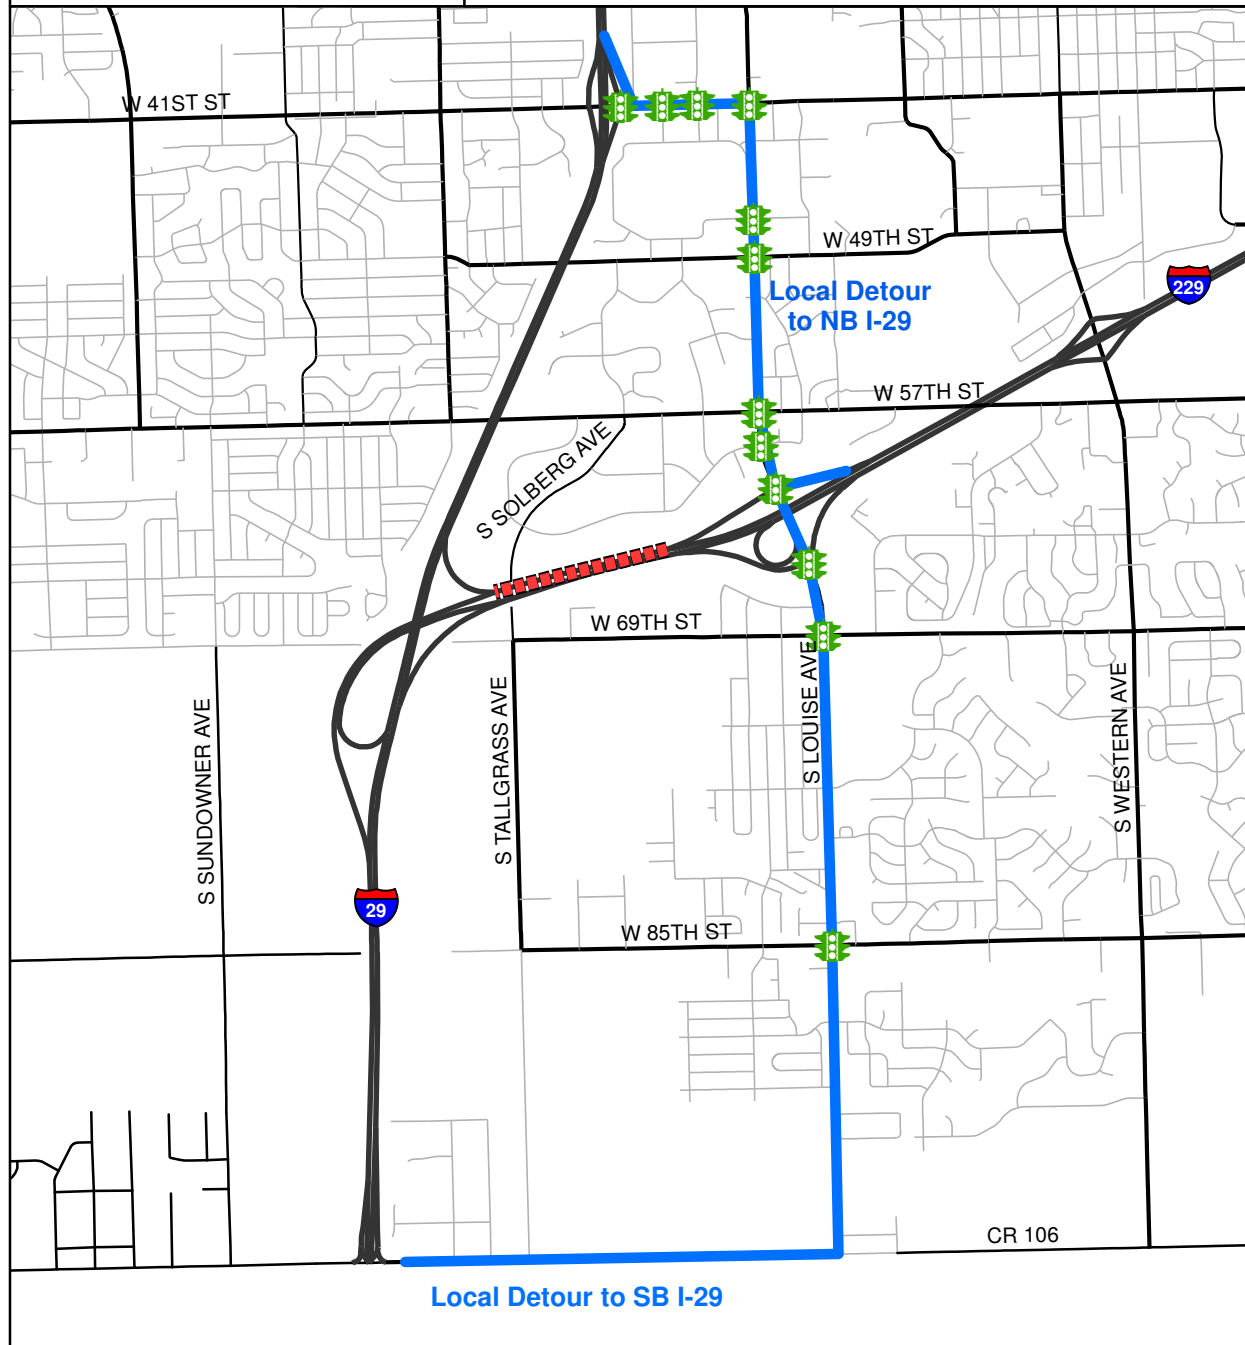 W 41ST ST
W 49TH ST
229
Local Detour
to NB I-29
W 57TH ST
S SOLBERG AVE
W 69TH ST
S LOUISE AVE
S WESTERN AVE
S TALLGRASS AVE
S SUNDOWNER AVE
29
W 85TH ST
CR 106
Local Detour to SB I-29